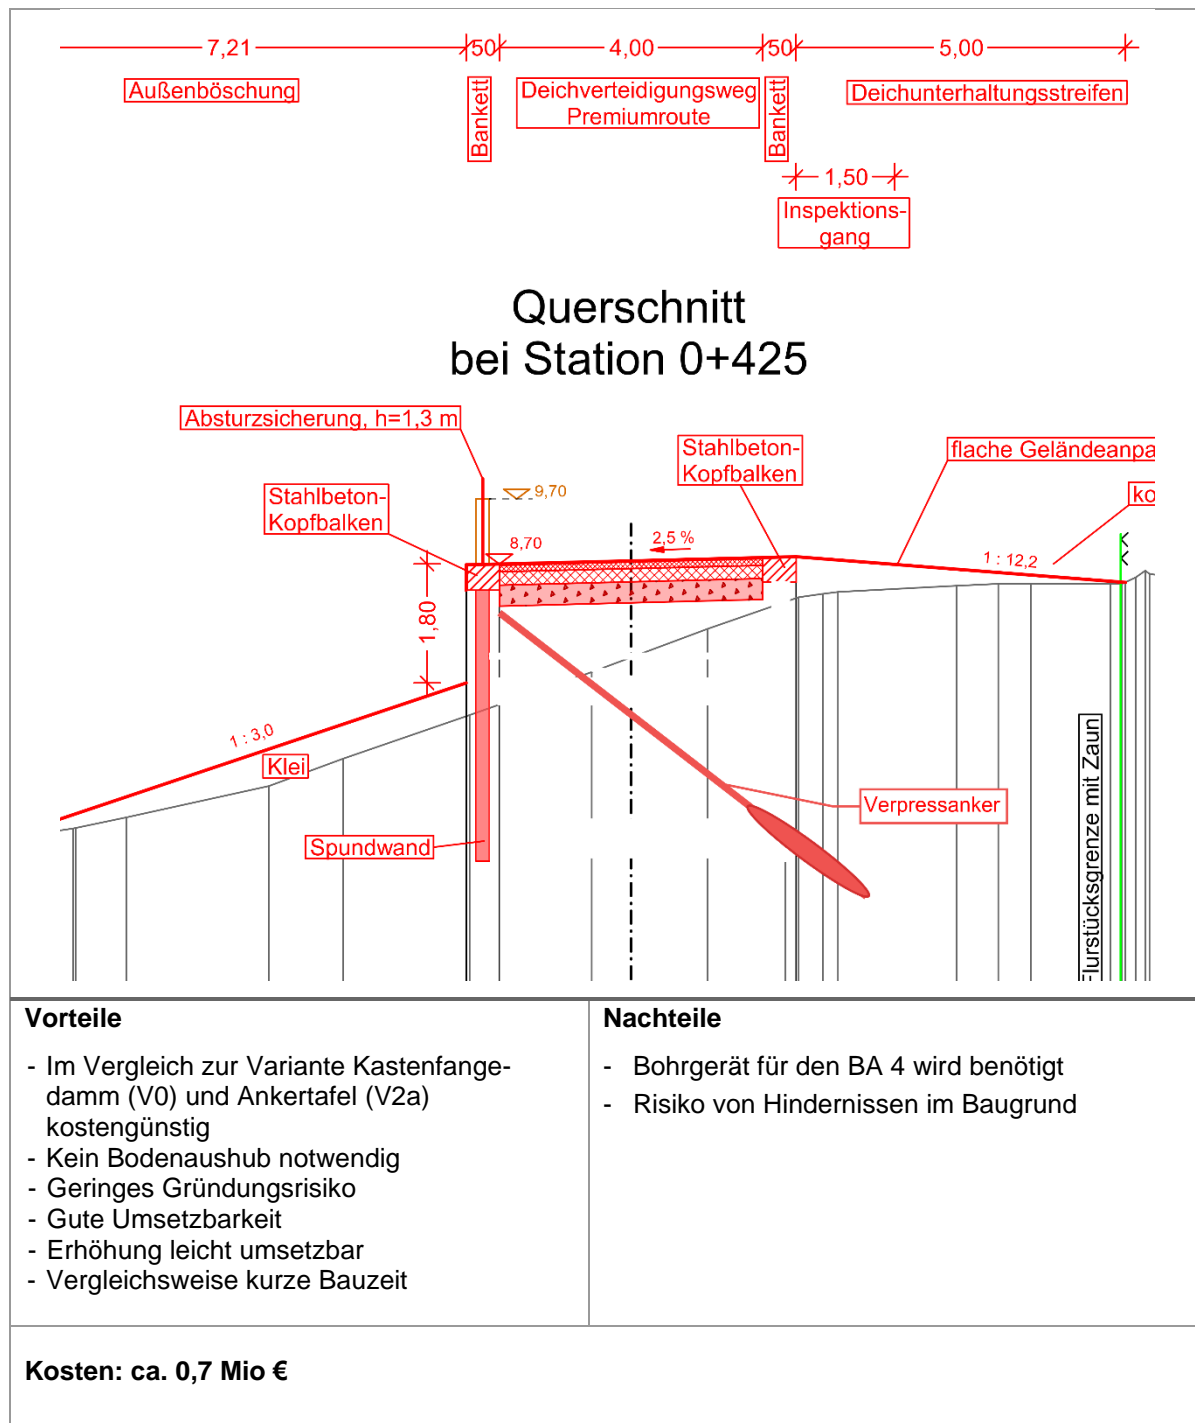 7,21
50
4,00
50
5,00
Außenböschung
Bankett
Deichverteidigungsweg
Premiumroute
Bankett
Deichunterhaltungsstreifen
1,50
Inspektions-
gang
Querschnitt
bei Station 0+425
Absturzsicherung, h=1,3 m
Stahlbeton-
Kopfbalken
flache Geländeanpa
Stahlbeton-
Kopfbalken
9,70
ko
8,70
2,5 %
1 : 12,2
1,80
1 : 3,0
Klei
Verpressanker
Spundwand
Flurstücksgrenze mit Zaun
Vorteile
- Im Vergleich zur Variante Kastenfange-
damm (V0) und Ankertafel (V2a)
kostengünstig
- Kein Bodenaushub notwendig
- Geringes Gründungsrisiko
- Gute Umsetzbarkeit
- Erhöhung leicht umsetzbar
- Vergleichsweise kurze Bauzeit
Nachteile
- Bohrgerät für den BA 4 wird benötigt
- Risiko von Hindernissen im Baugrund
Kosten: ca. 0,7 Mio €